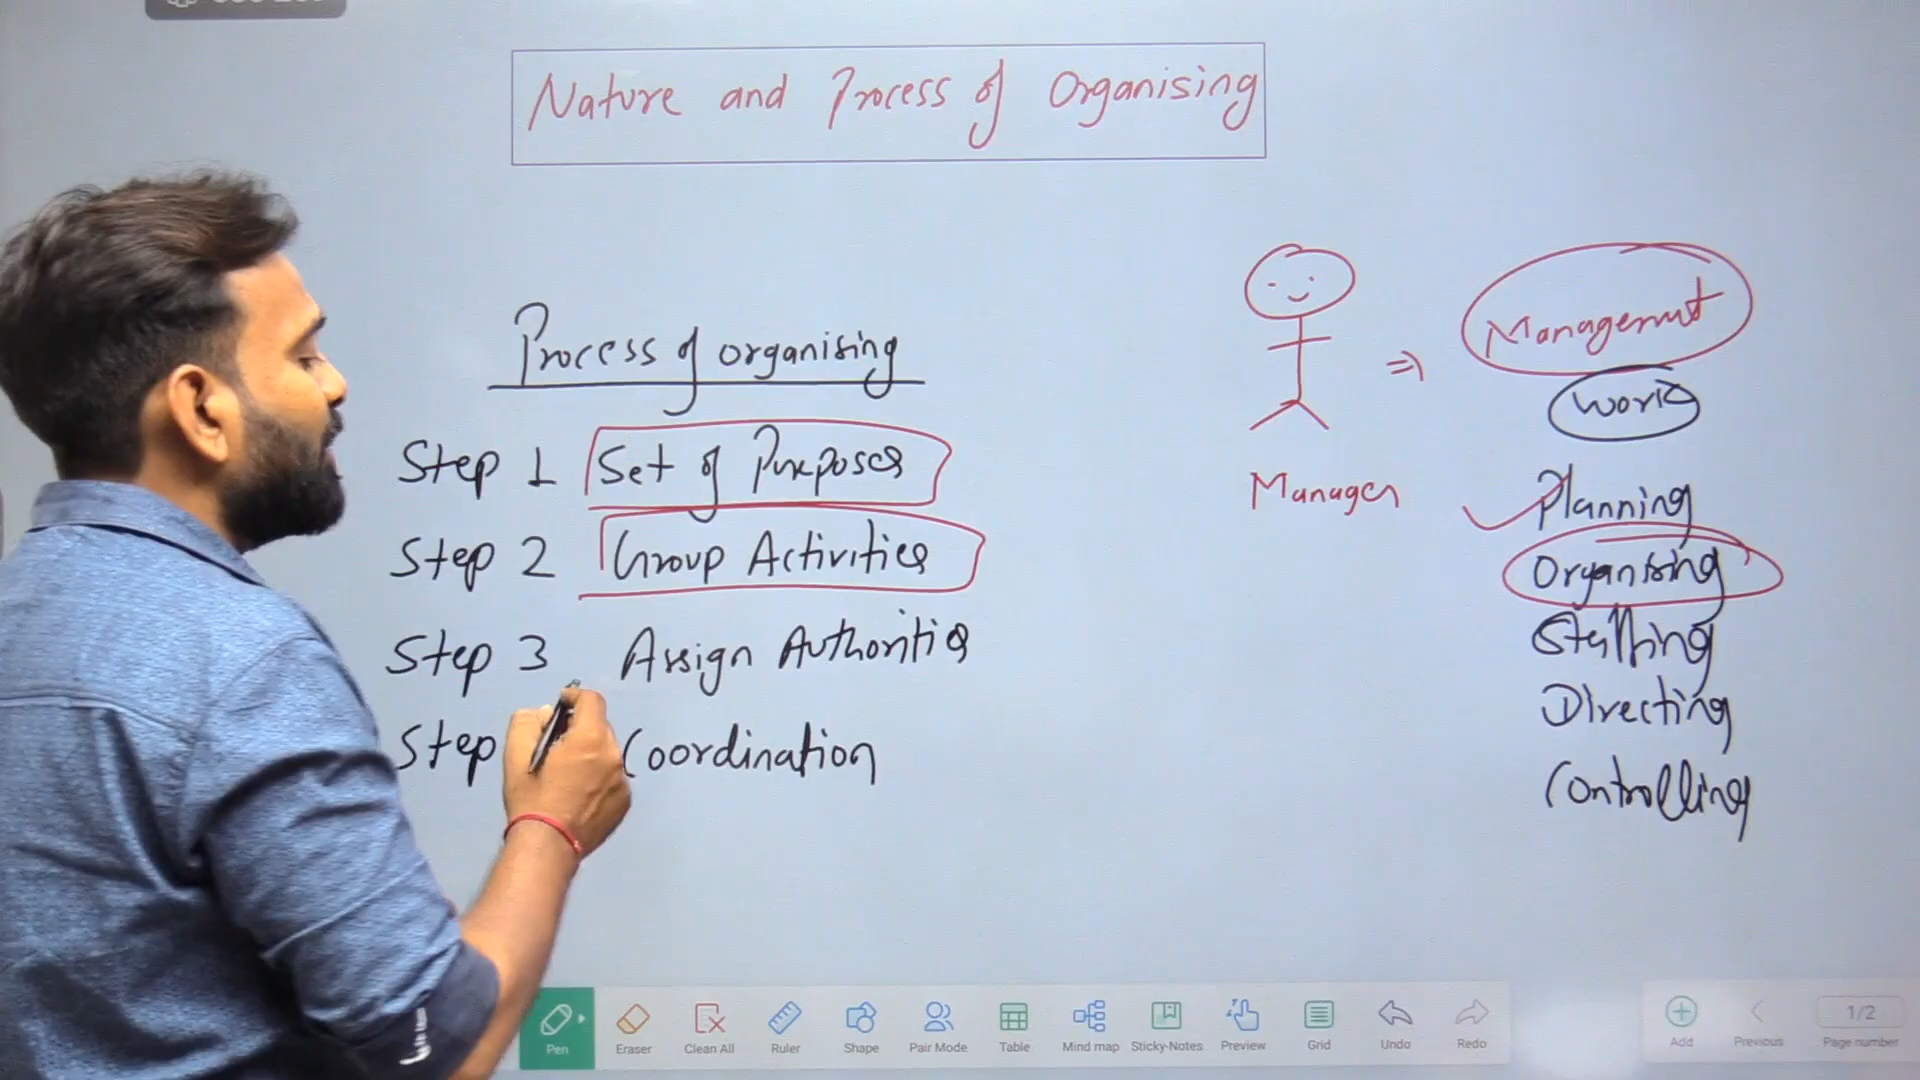 Nature and Process of Organising
Process of organising
Step 1 Set of Purposes
Step 2 Group Activities
Step 3 Assign Authorities
Step Coordination
Manager
Management
Work
Planning
Organising
Staffing
Directing
Controlling
Pen
Eraser
Clean All
Ruler
Shape
Pair Mode
Table
Mind map
Sticky-Notes
Preview
Grid
Undo
Redo
Add
Previous
1/2
Page number